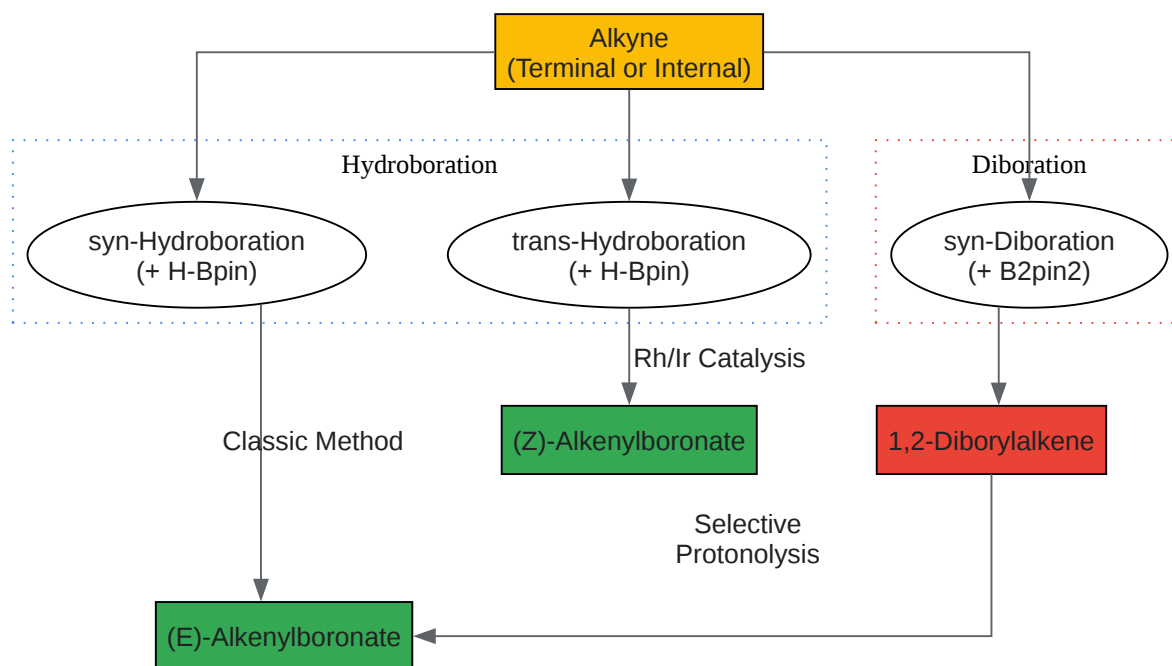 Alkyne
(Terminal or Internal)
Hydroboration
Diboration
syn-Hydroboration
(+ H-Bpin)
trans-Hydroboration
(+ H-Bpin)
syn-Diboration
(+ B2pin2)
Rh/Ir Catalysis
Classic Method
(Z)-Alkenylboronate
1,2-Diborylalkene
Selective
Protonolysis
(E)-Alkenylboronate